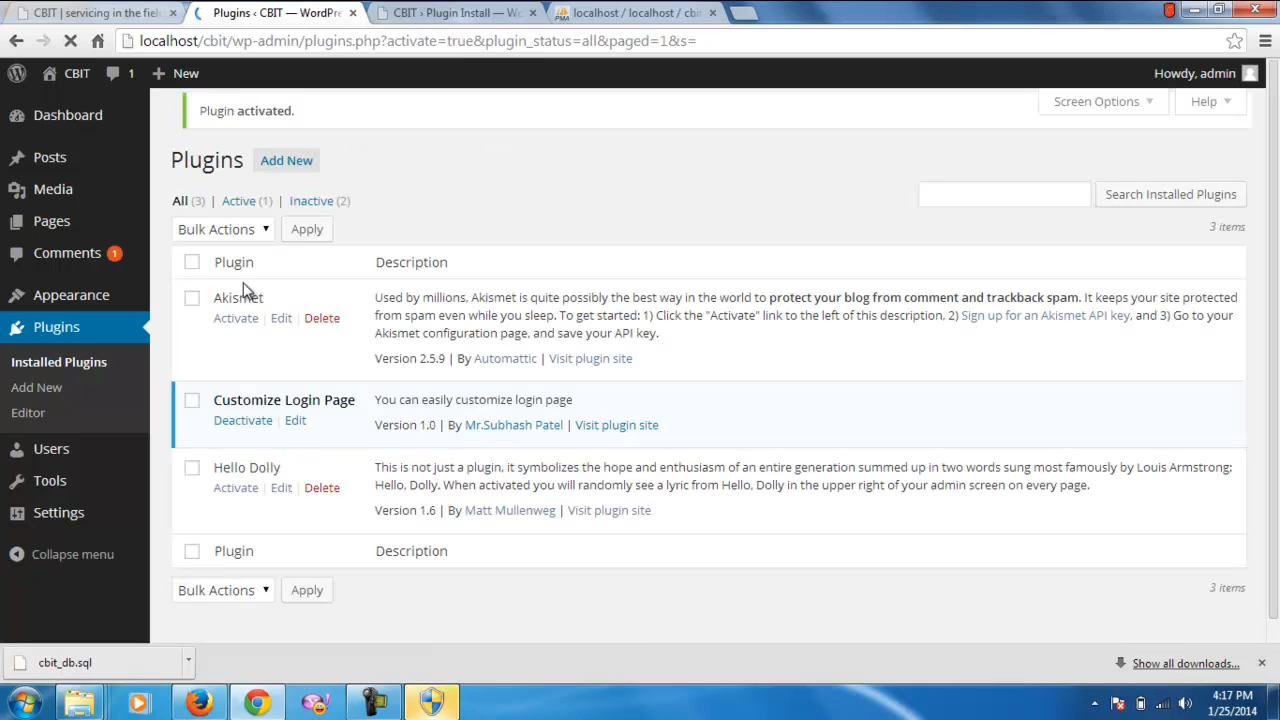 CBIT | servicing in the fiel
Plugins ‹ CBIT — WordPre
CBIT › Plugin Install — W
localhost / localhost / cbi
localhost/cbit/wp-admin/plugins.php?activate=true&plugin_status=all&paged=1&s=
CBIT 1 New Howdy, admin
Plugin activated.
Screen Options Help
Dashboard
Posts
Media
Pages
Comments 1
Appearance
Plugins
Installed Plugins
Add New
Editor
Users
Tools
Settings
Collapse menu
Plugins Add New
All (3) | Active (1) | Inactive (2)
Search Installed Plugins
Bulk Actions Apply
3 items
Plugin Description
Akismet
Activate | Edit | Delete
Used by millions, Akismet is quite possibly the best way in the world to protect your blog from comment and trackback spam. It keeps your site protected
from spam even while you sleep. To get started: 1) Click the "Activate" link to the left of this description, 2) Sign up for an Akismet API key, and 3) Go to your
Akismet configuration page, and save your API key.
Version 2.5.9 | By Automattic | Visit plugin site
Customize Login Page
Deactivate | Edit
You can easily customize login page
Version 1.0 | By Mr.Subhash Patel | Visit plugin site
Hello Dolly
Activate | Edit | Delete
This is not just a plugin, it symbolizes the hope and enthusiasm of an entire generation summed up in two words sung most famously by Louis Armstrong:
Hello, Dolly. When activated you will randomly see a lyric from Hello, Dolly in the upper right of your admin screen on every page.
Version 1.6 | By Matt Mullenweg | Visit plugin site
Plugin Description
Bulk Actions Apply
3 items
cbit_db.sql
Show all downloads...
4:17 PM
1/25/2014